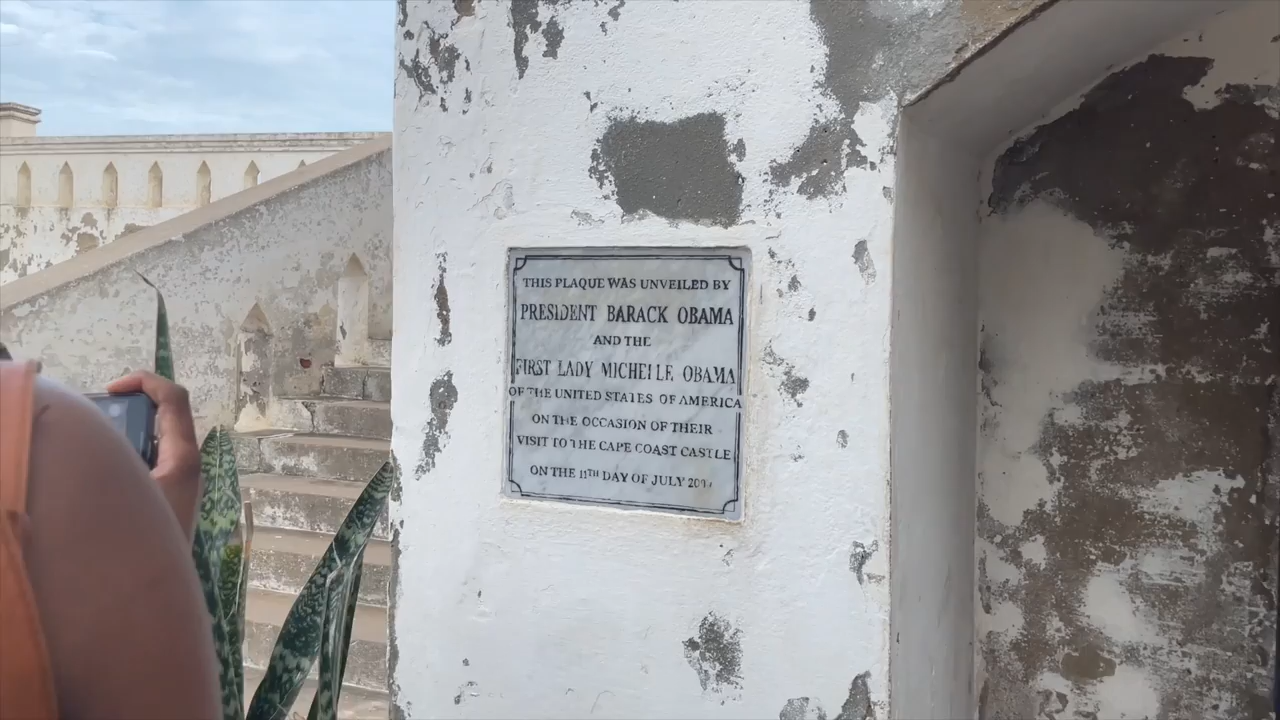 THIS PLAQUE WAS UNVEILED BY
PRESIDENT BARACK OBAMA
AND THE
FIRST LADY MICHELLE OBAMA
OF THE UNITED STATES OF AMERICA
ON THE OCCASION OF THEIR
VISIT TO THE CAPE COAST CASTLE
ON THE 11TH DAY OF JULY